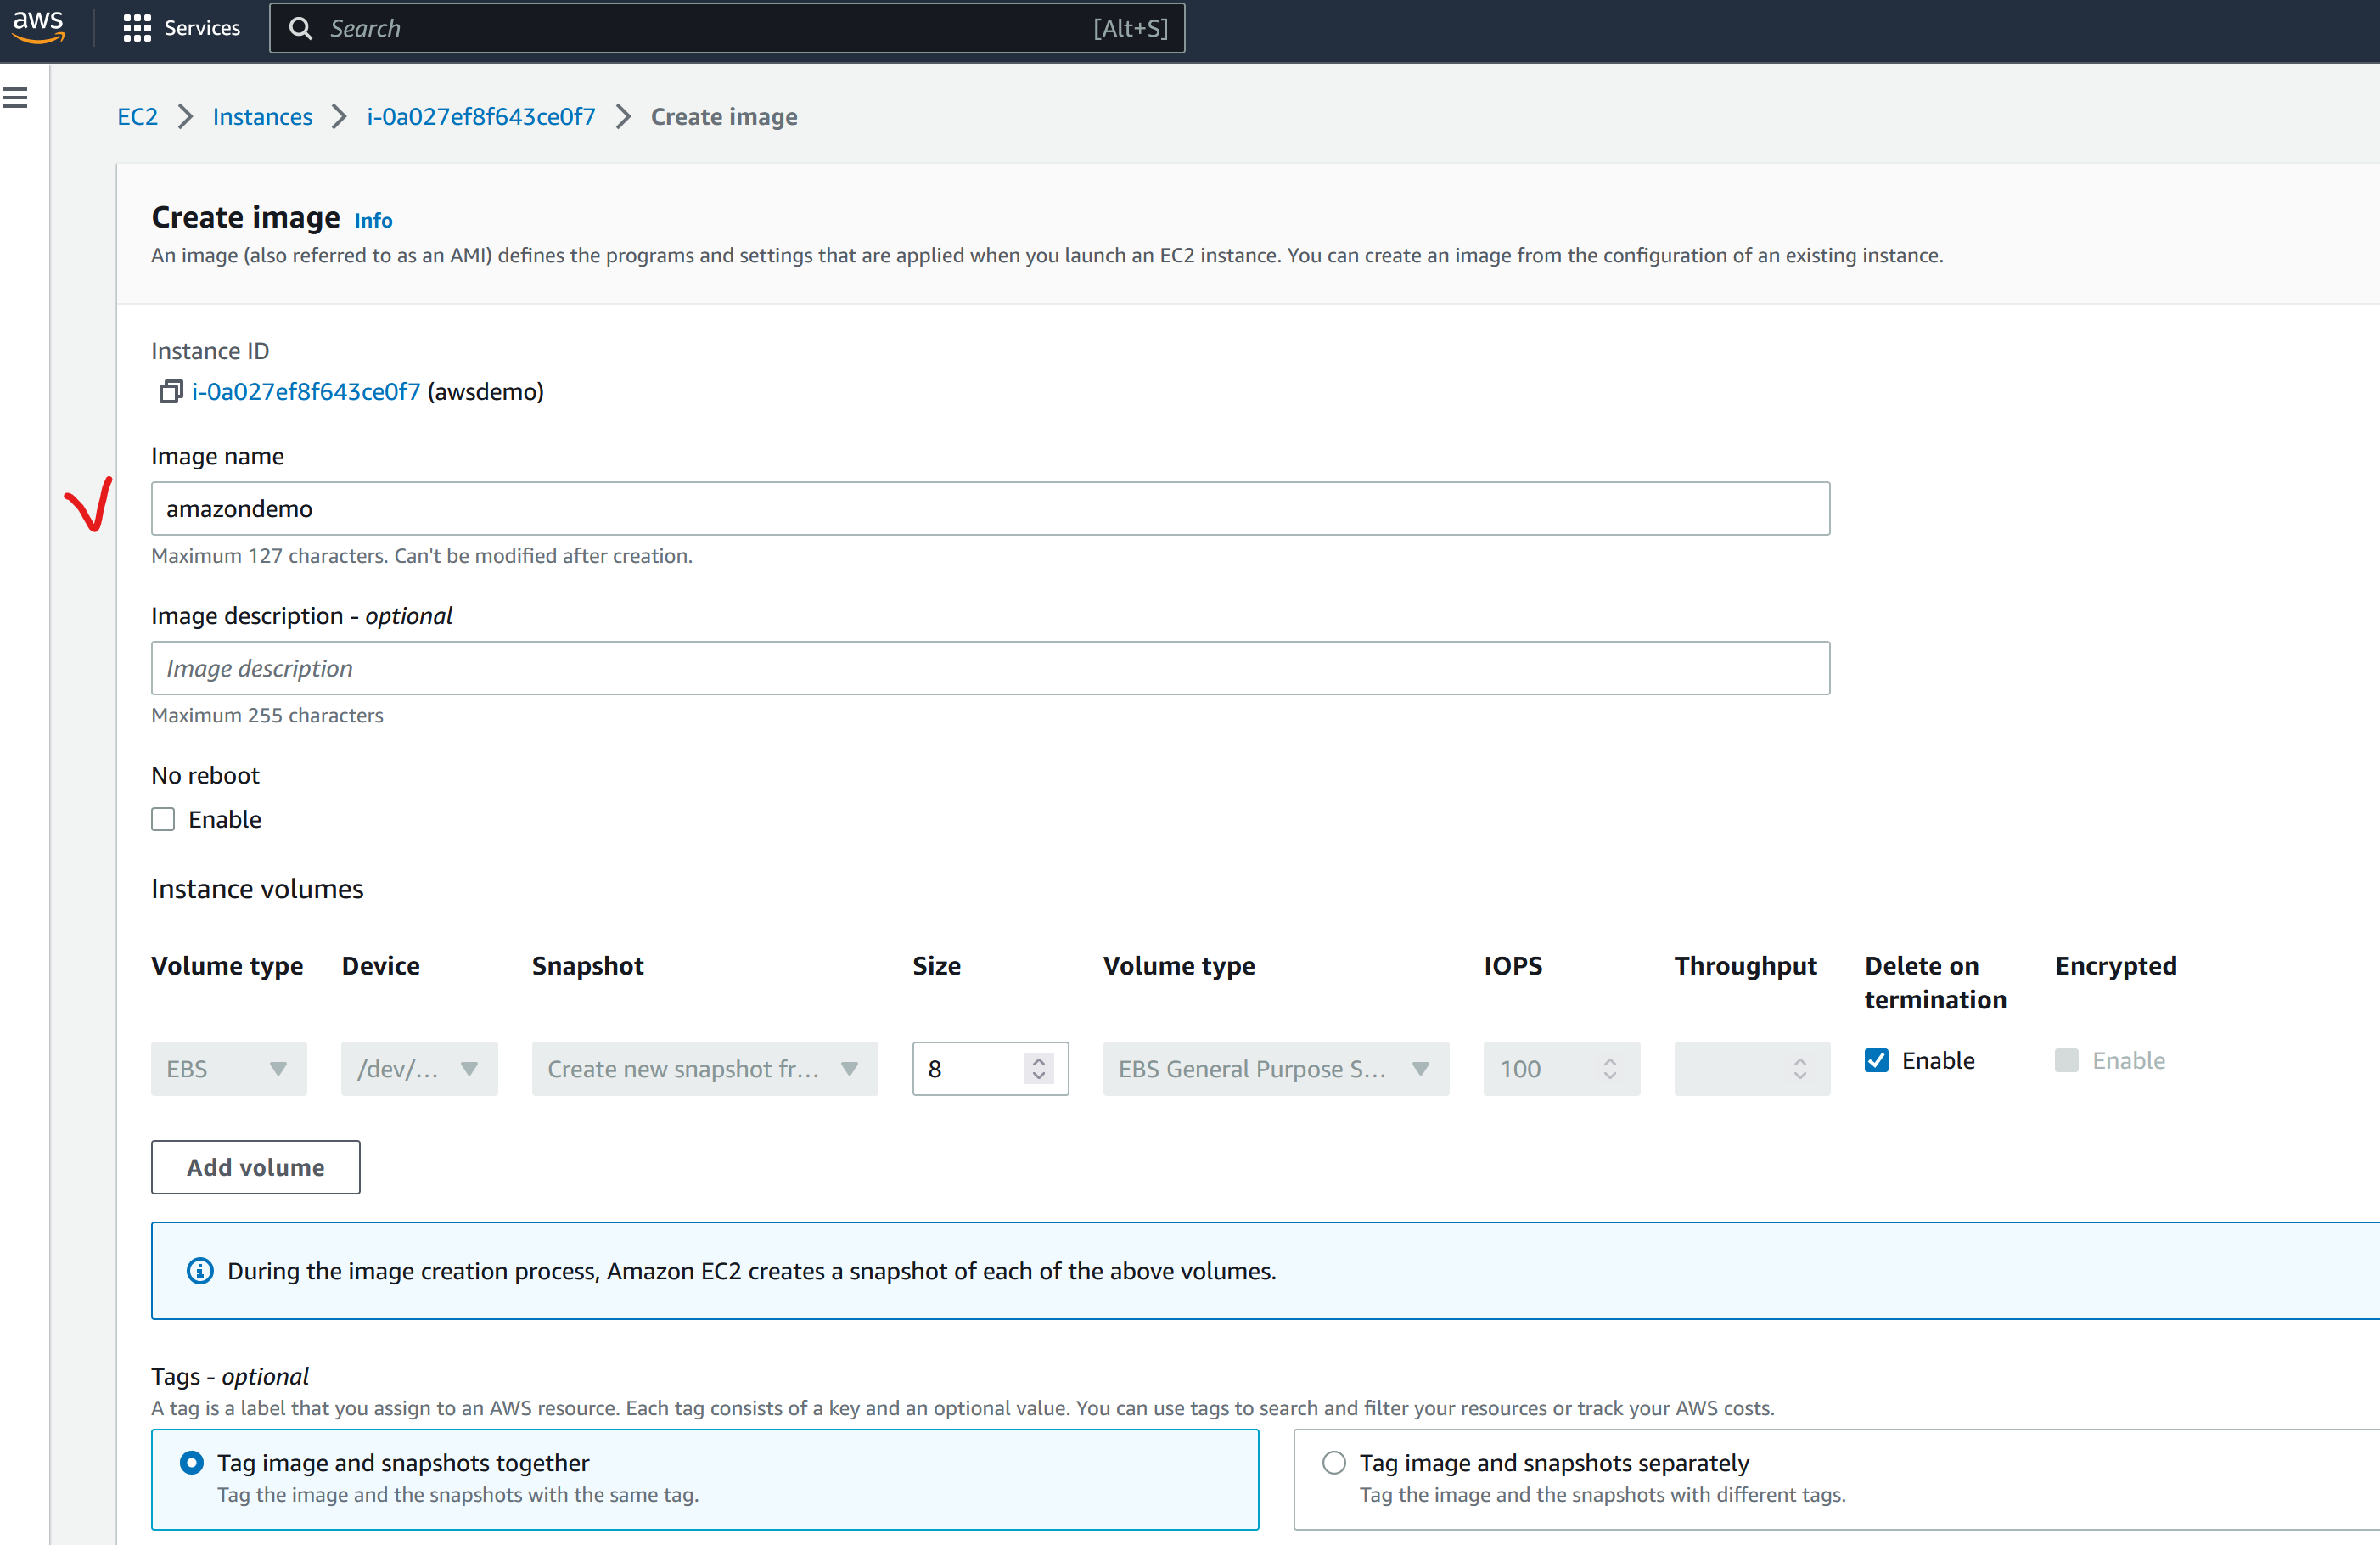 aws Services Search [Alt+S]
EC2 Instances i-0a027ef8f643ce0f7 Create image
Create image Info
An image (also referred to as an AMI) defines the programs and settings that are applied when you launch an EC2 instance. You can create an image from the configuration of an existing instance.
Instance ID
i-0a027ef8f643ce0f7 (awsdemo)
Image name
amazondemo
Maximum 127 characters. Can't be modified after creation.
Image description - optional
Image description
Maximum 255 characters
No reboot
Enable
Instance volumes
Volume type Device Snapshot Size Volume type IOPS Throughput Delete on termination Encrypted
EBS /dev/... Create new snapshot fr... 8 EBS General Purpose S... 100 Enable Enable
Add volume
During the image creation process, Amazon EC2 creates a snapshot of each of the above volumes.
Tags - optional
A tag is a label that you assign to an AWS resource. Each tag consists of a key and an optional value. You can use tags to search and filter your resources or track your AWS costs.
Tag image and snapshots together Tag image and snapshots separately
Tag the image and the snapshots with the same tag. Tag the image and the snapshots with different tags.